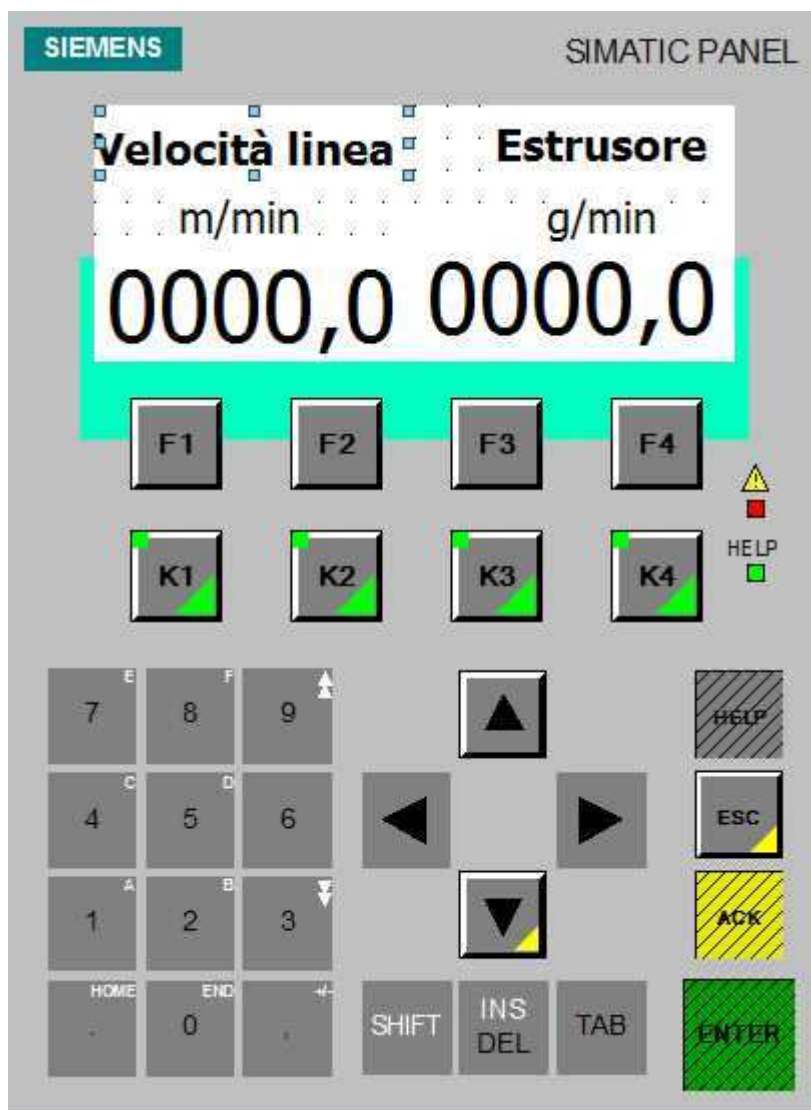 SIEMENS SIMATIC PANEL
Velocità linea Estrusore
m/min g/min
0000,0 0000,0
F1 F2 F3 F4
K1 K2 K3 K4
HELP
E F
7 8 9 HELP
C D
4 5 6 ESC
A B
1 2 3 ACK
HOME END +/-
. 0 , SHIFT INS DEL TAB ENTER